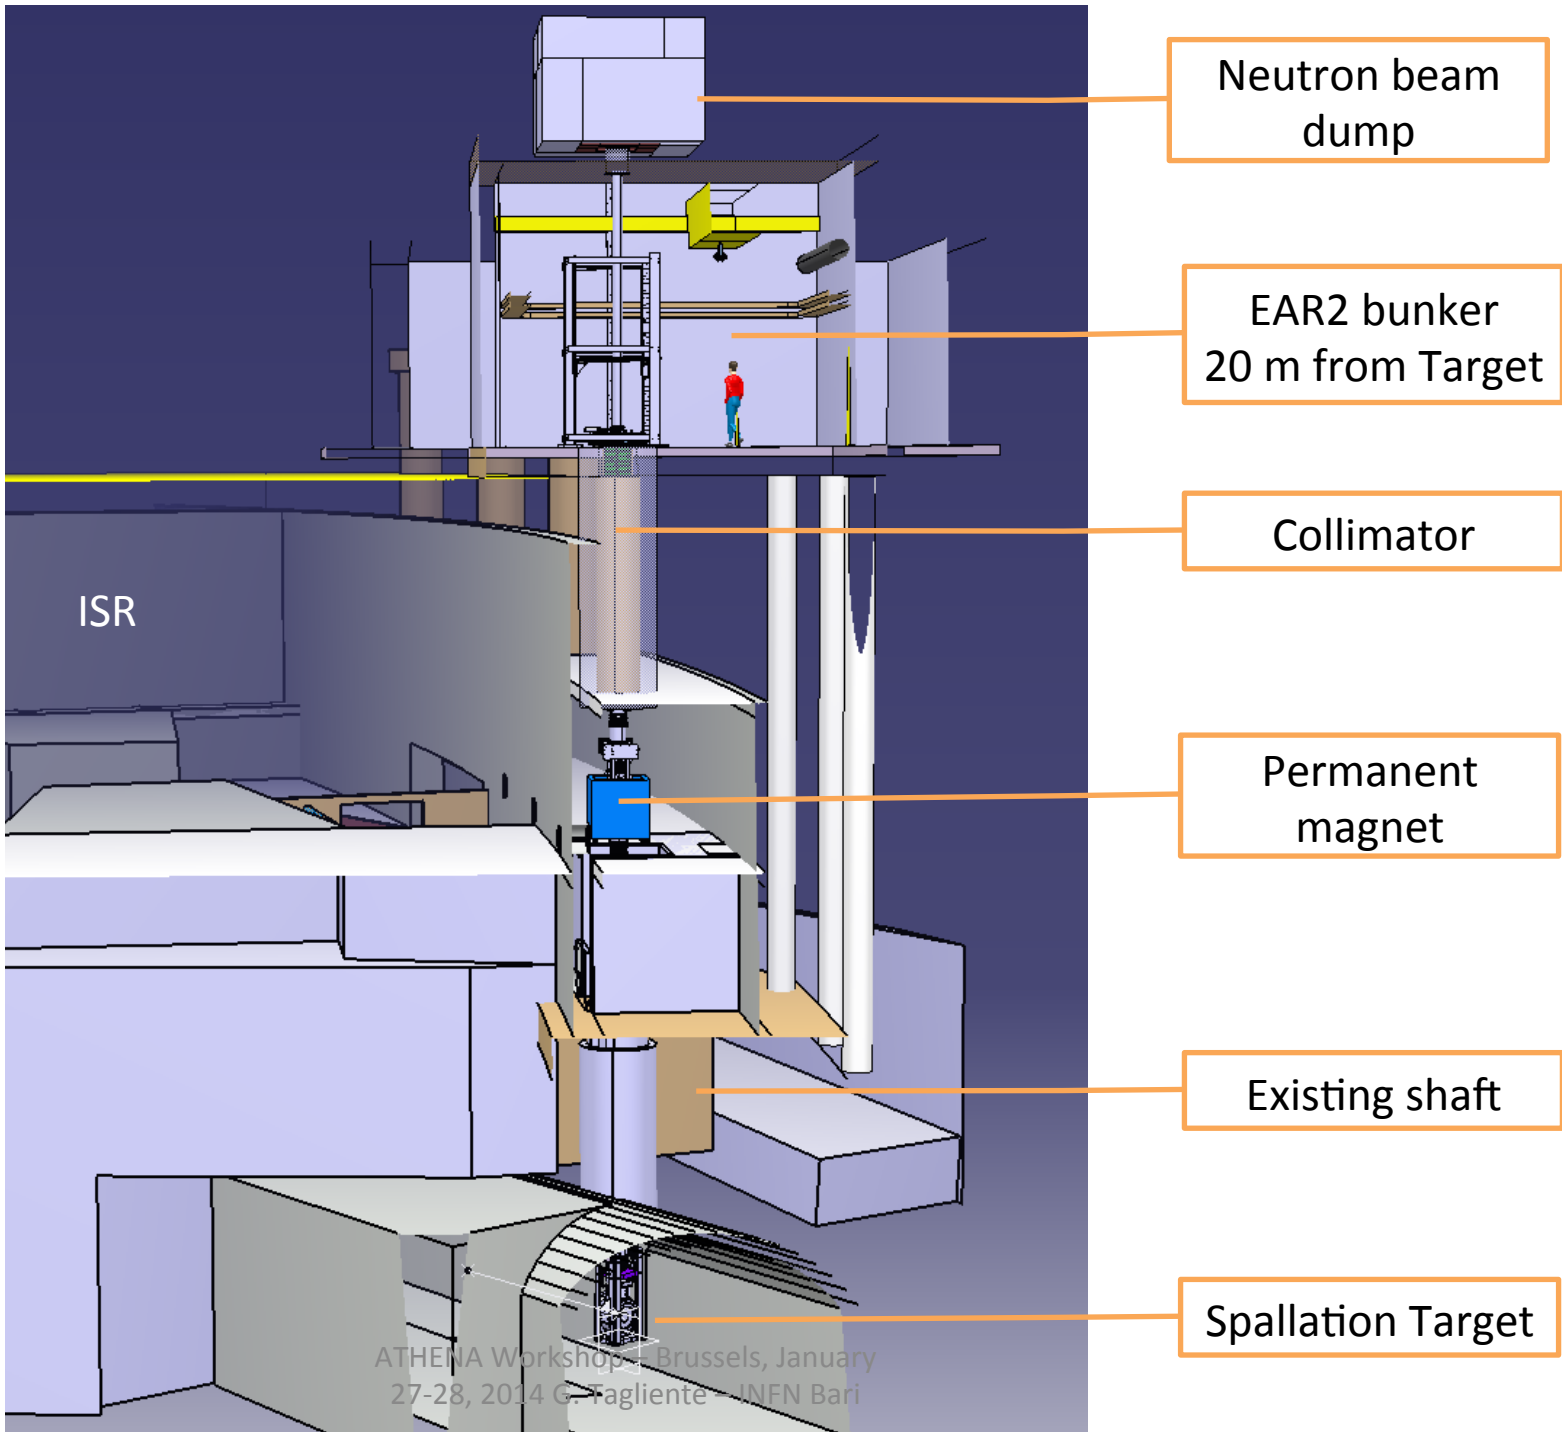 Neutron beam
dump
EAR2 bunker
20 m from Target
Collimator
ISR
Permanent
magnet
Existing shaft
Spallation Target
ATHENA Workshop – Brussels, January
27-28, 2014 G. Tagliente – INFN Bari